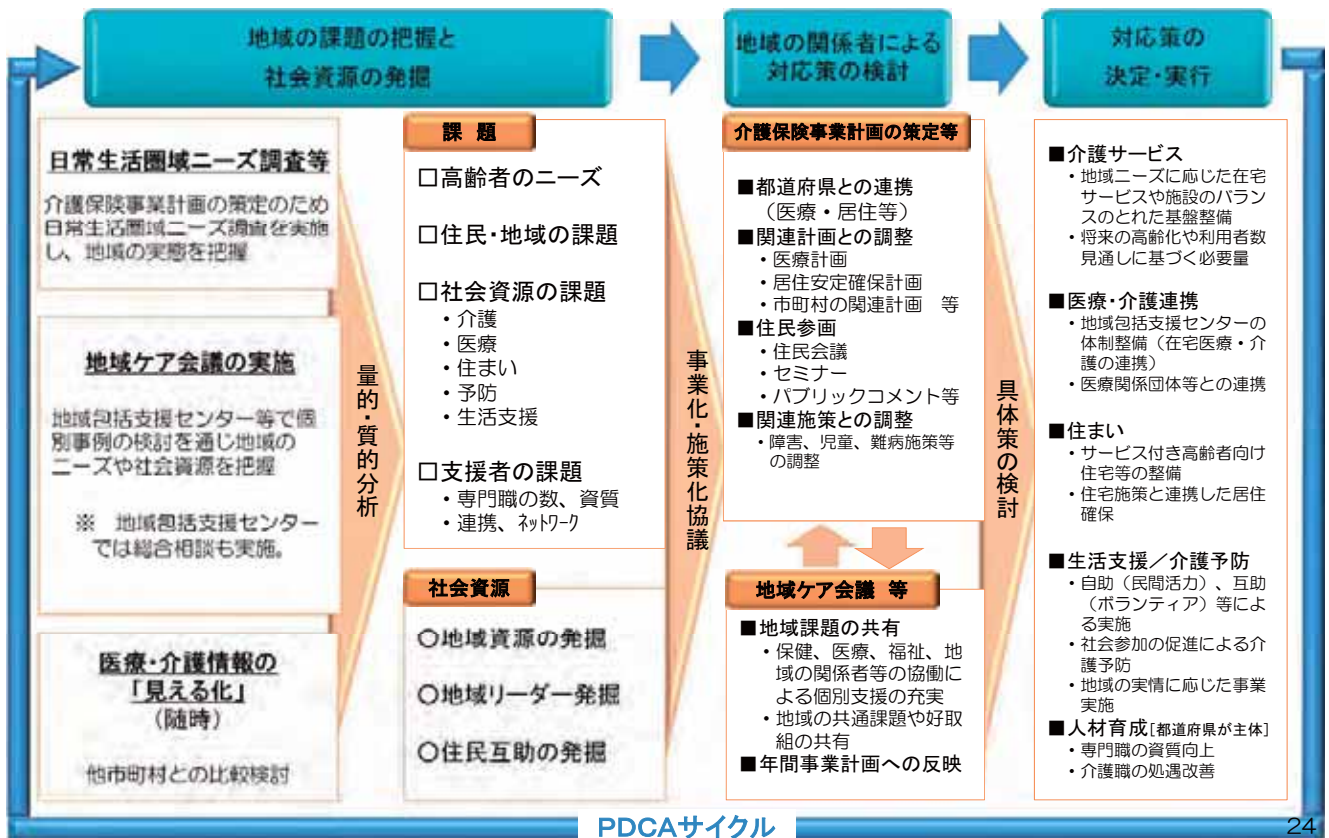 地域の課題の把握と
社会資源の発掘
地域の関係者による
対応策の検討
対応策の
決定・実行
日常生活圏域ニーズ調査等
介護保険事業計画の策定のため
日常生活圏域ニーズ調査を実施
し、地域の実態を把握
地域ケア会議の実施
地域包括支援センター等で個
別事例の検討を通じ地域の
ニーズや社会資源を把握
※ 地域包括支援センター
では総合相談も実施。
医療・介護情報の
「見える化」
(随時)
他市町村との比較検討
量的・質的分析
課 題
□高齢者のニーズ
□住民・地域の課題
□社会資源の課題
・介護
・医療
・住まい
・予防
・生活支援
□支援者の課題
・専門職の数、資質
・連携、ﾈｯﾄﾜｰｸ
社会資源
○地域資源の発掘
○地域リーダー発掘
○住民互助の発掘
事業化・施策化協議
介護保険事業計画の策定等
■都道府県との連携
(医療・居住等)
■関連計画との調整
・医療計画
・居住安定確保計画
・市町村の関連計画 等
■住民参画
・住民会議
・セミナー
・パブリックコメント等
■関連施策との調整
・障害、児童、難病施策等
の調整
地域ケア会議 等
■地域課題の共有
・保健、医療、福祉、地
域の関係者等の協働
による個別支援の充実
・地域の共通課題や好取
組の共有
■年間事業計画への反映
具体策の検討
■介護サービス
・地域ニーズに応じた在宅
サービスや施設のバラン
スのとれた基盤整備
・将来の高齢化や利用者数
見通しに基づく必要量
■医療・介護連携
・地域包括支援センターの
体制整備(在宅医療・介
護の連携)
・医療関係団体等との連携
■住まい
・サービス付き高齢者向け
住宅等の整備
・住宅施策と連携した居住
確保
■生活支援／介護予防
・自助(民間活力)、互助
(ボランティア)等によ
る実施
・社会参加の促進による介
護予防
・地域の実情に応じた事業
実施
■人材育成[都道府県が主体]
・専門職の資質向上
・介護職の処遇改善
PDCAサイクル
24